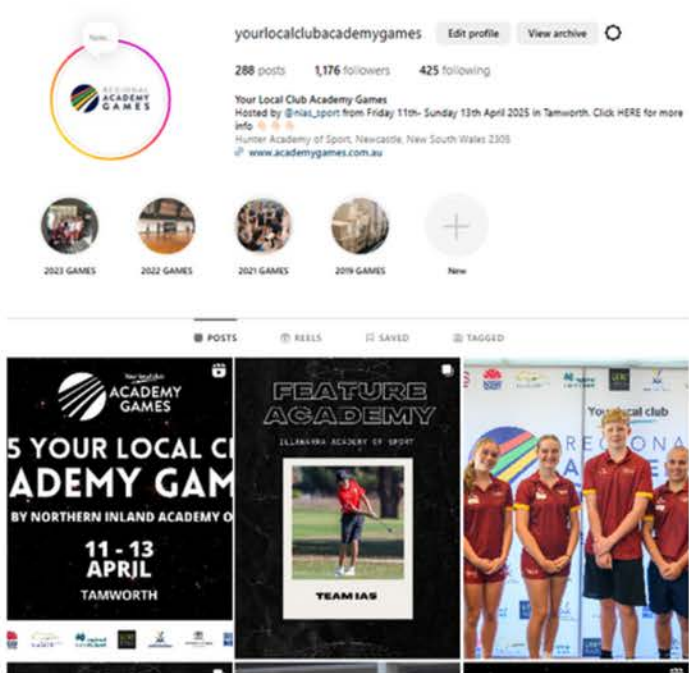 Note...
yourlocalclubacademygames Edit profile View archive
288 posts 1,176 followers 425 following
REGIONAL
ACADEMY
GAMES
Your Local Club Academy Games
Hosted by @nias_sport from Friday 11th- Sunday 13th April 2025 in Tamworth. Click HERE for more
info
Hunter Academy of Sport, Newcastle, New South Wales 2305
www.academygames.com.au
2023 GAMES 2022 GAMES 2021 GAMES 2019 GAMES New
POSTS REELS SAVED TAGGED
Your local club
ACADEMY
GAMES
5 YOUR LOCAL CL
ADEMY GAM
BY NORTHERN INLAND ACADEMY O
11 - 13
APRIL
TAMWORTH
FEATURE
ACADEMY
ILLAWARRA ACADEMY OF SPORT
TEAM IAS
Your local club
REGIONA